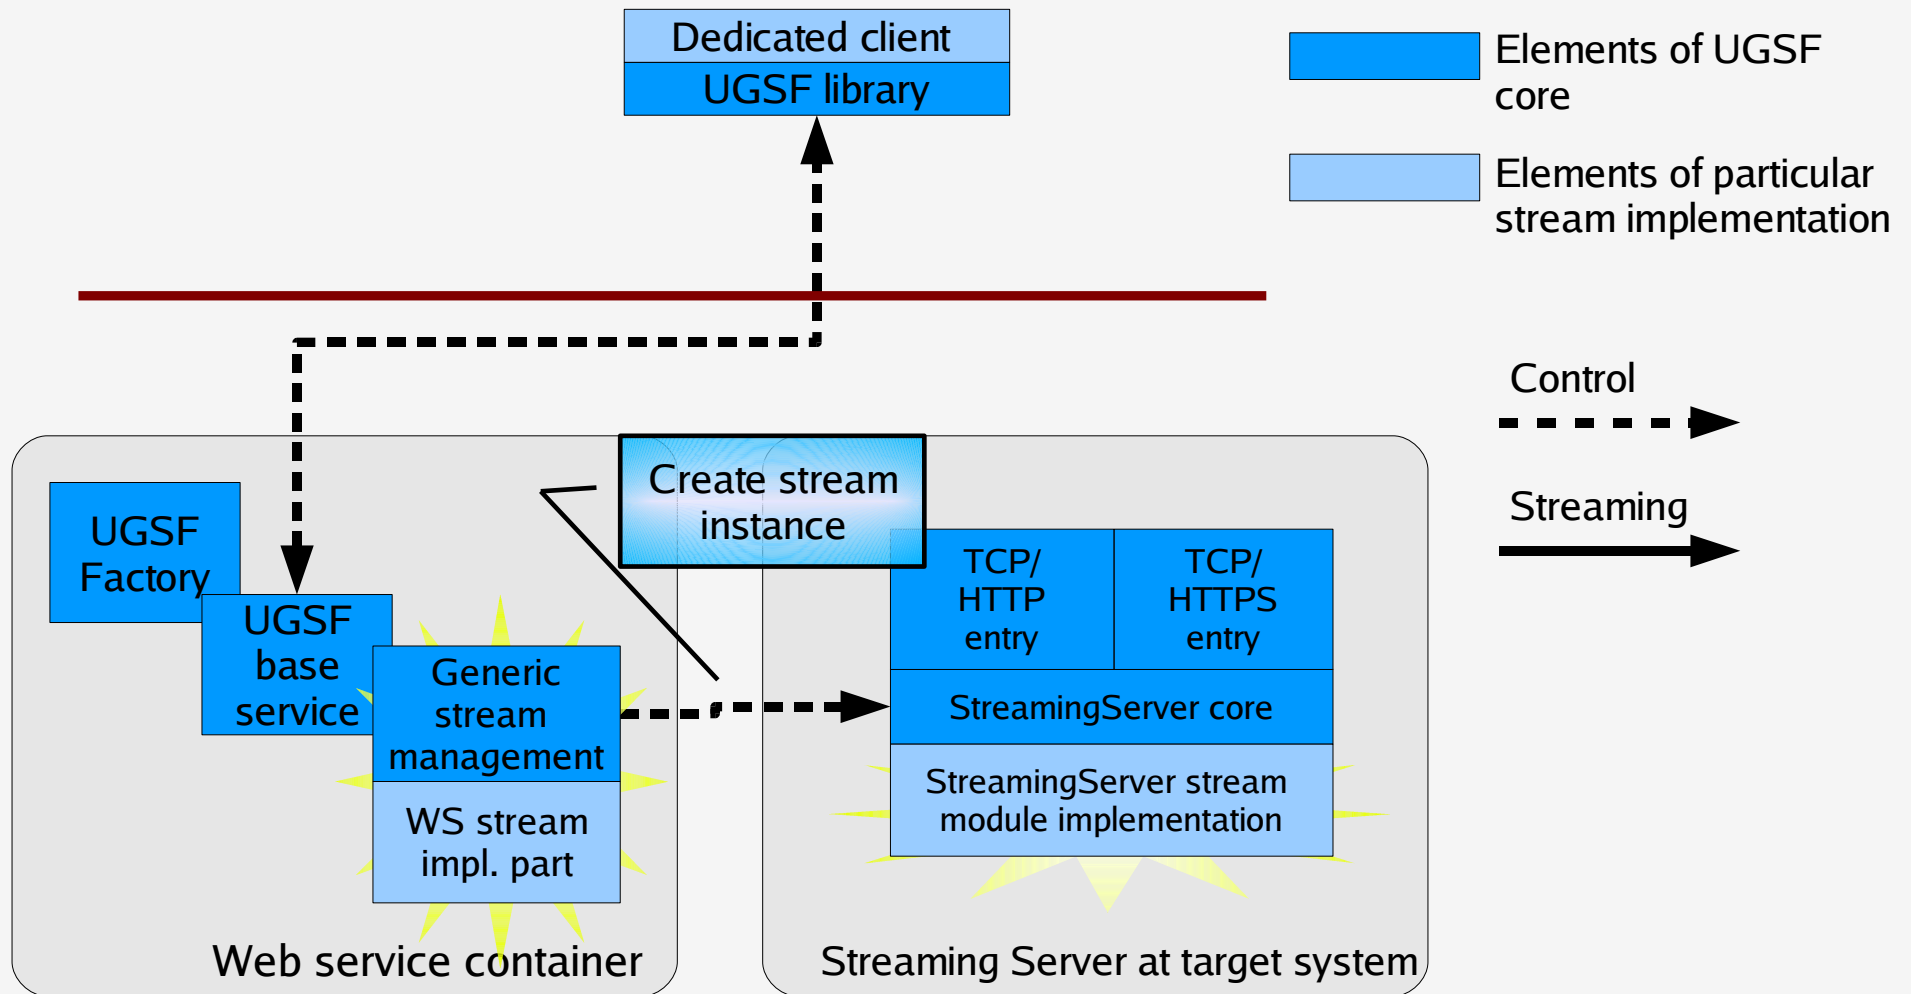 Dedicated client
UGSF library
Elements of UGSF
core
Elements of particular
stream implementation
Control
Streaming
Create stream
instance
UGSF
Factory
UGSF
base
service
Generic
stream
management
WS stream
impl. part
Web service container
TCP/
HTTP
entry
TCP/
HTTPS
entry
StreamingServer core
StreamingServer stream
module implementation
Streaming Server at target system